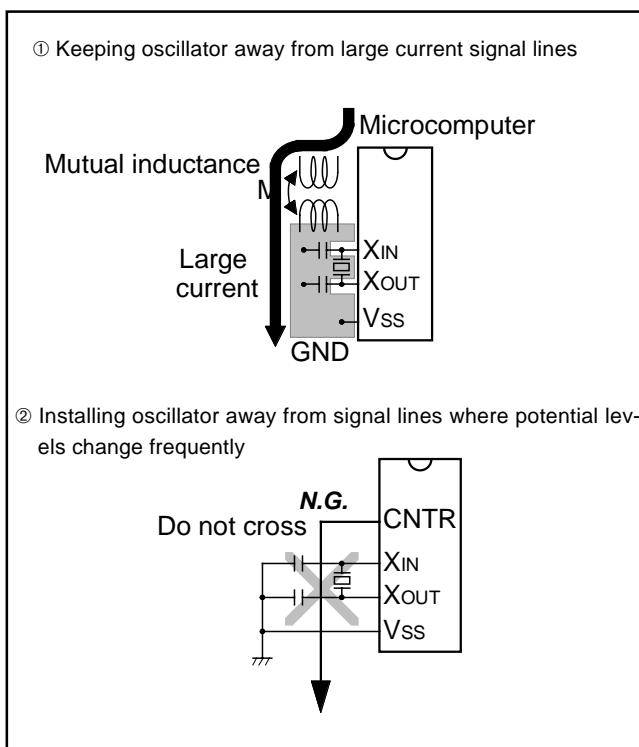 ① Keeping oscillator away from large current signal lines
Microcomputer
Mutual inductance
M
XIN
Large
current
XOUT
VSS
GND
② Installing oscillator away from signal lines where potential lev-
els change frequently
N.G.
Do not cross
CNTR
XIN
XOUT
VSS